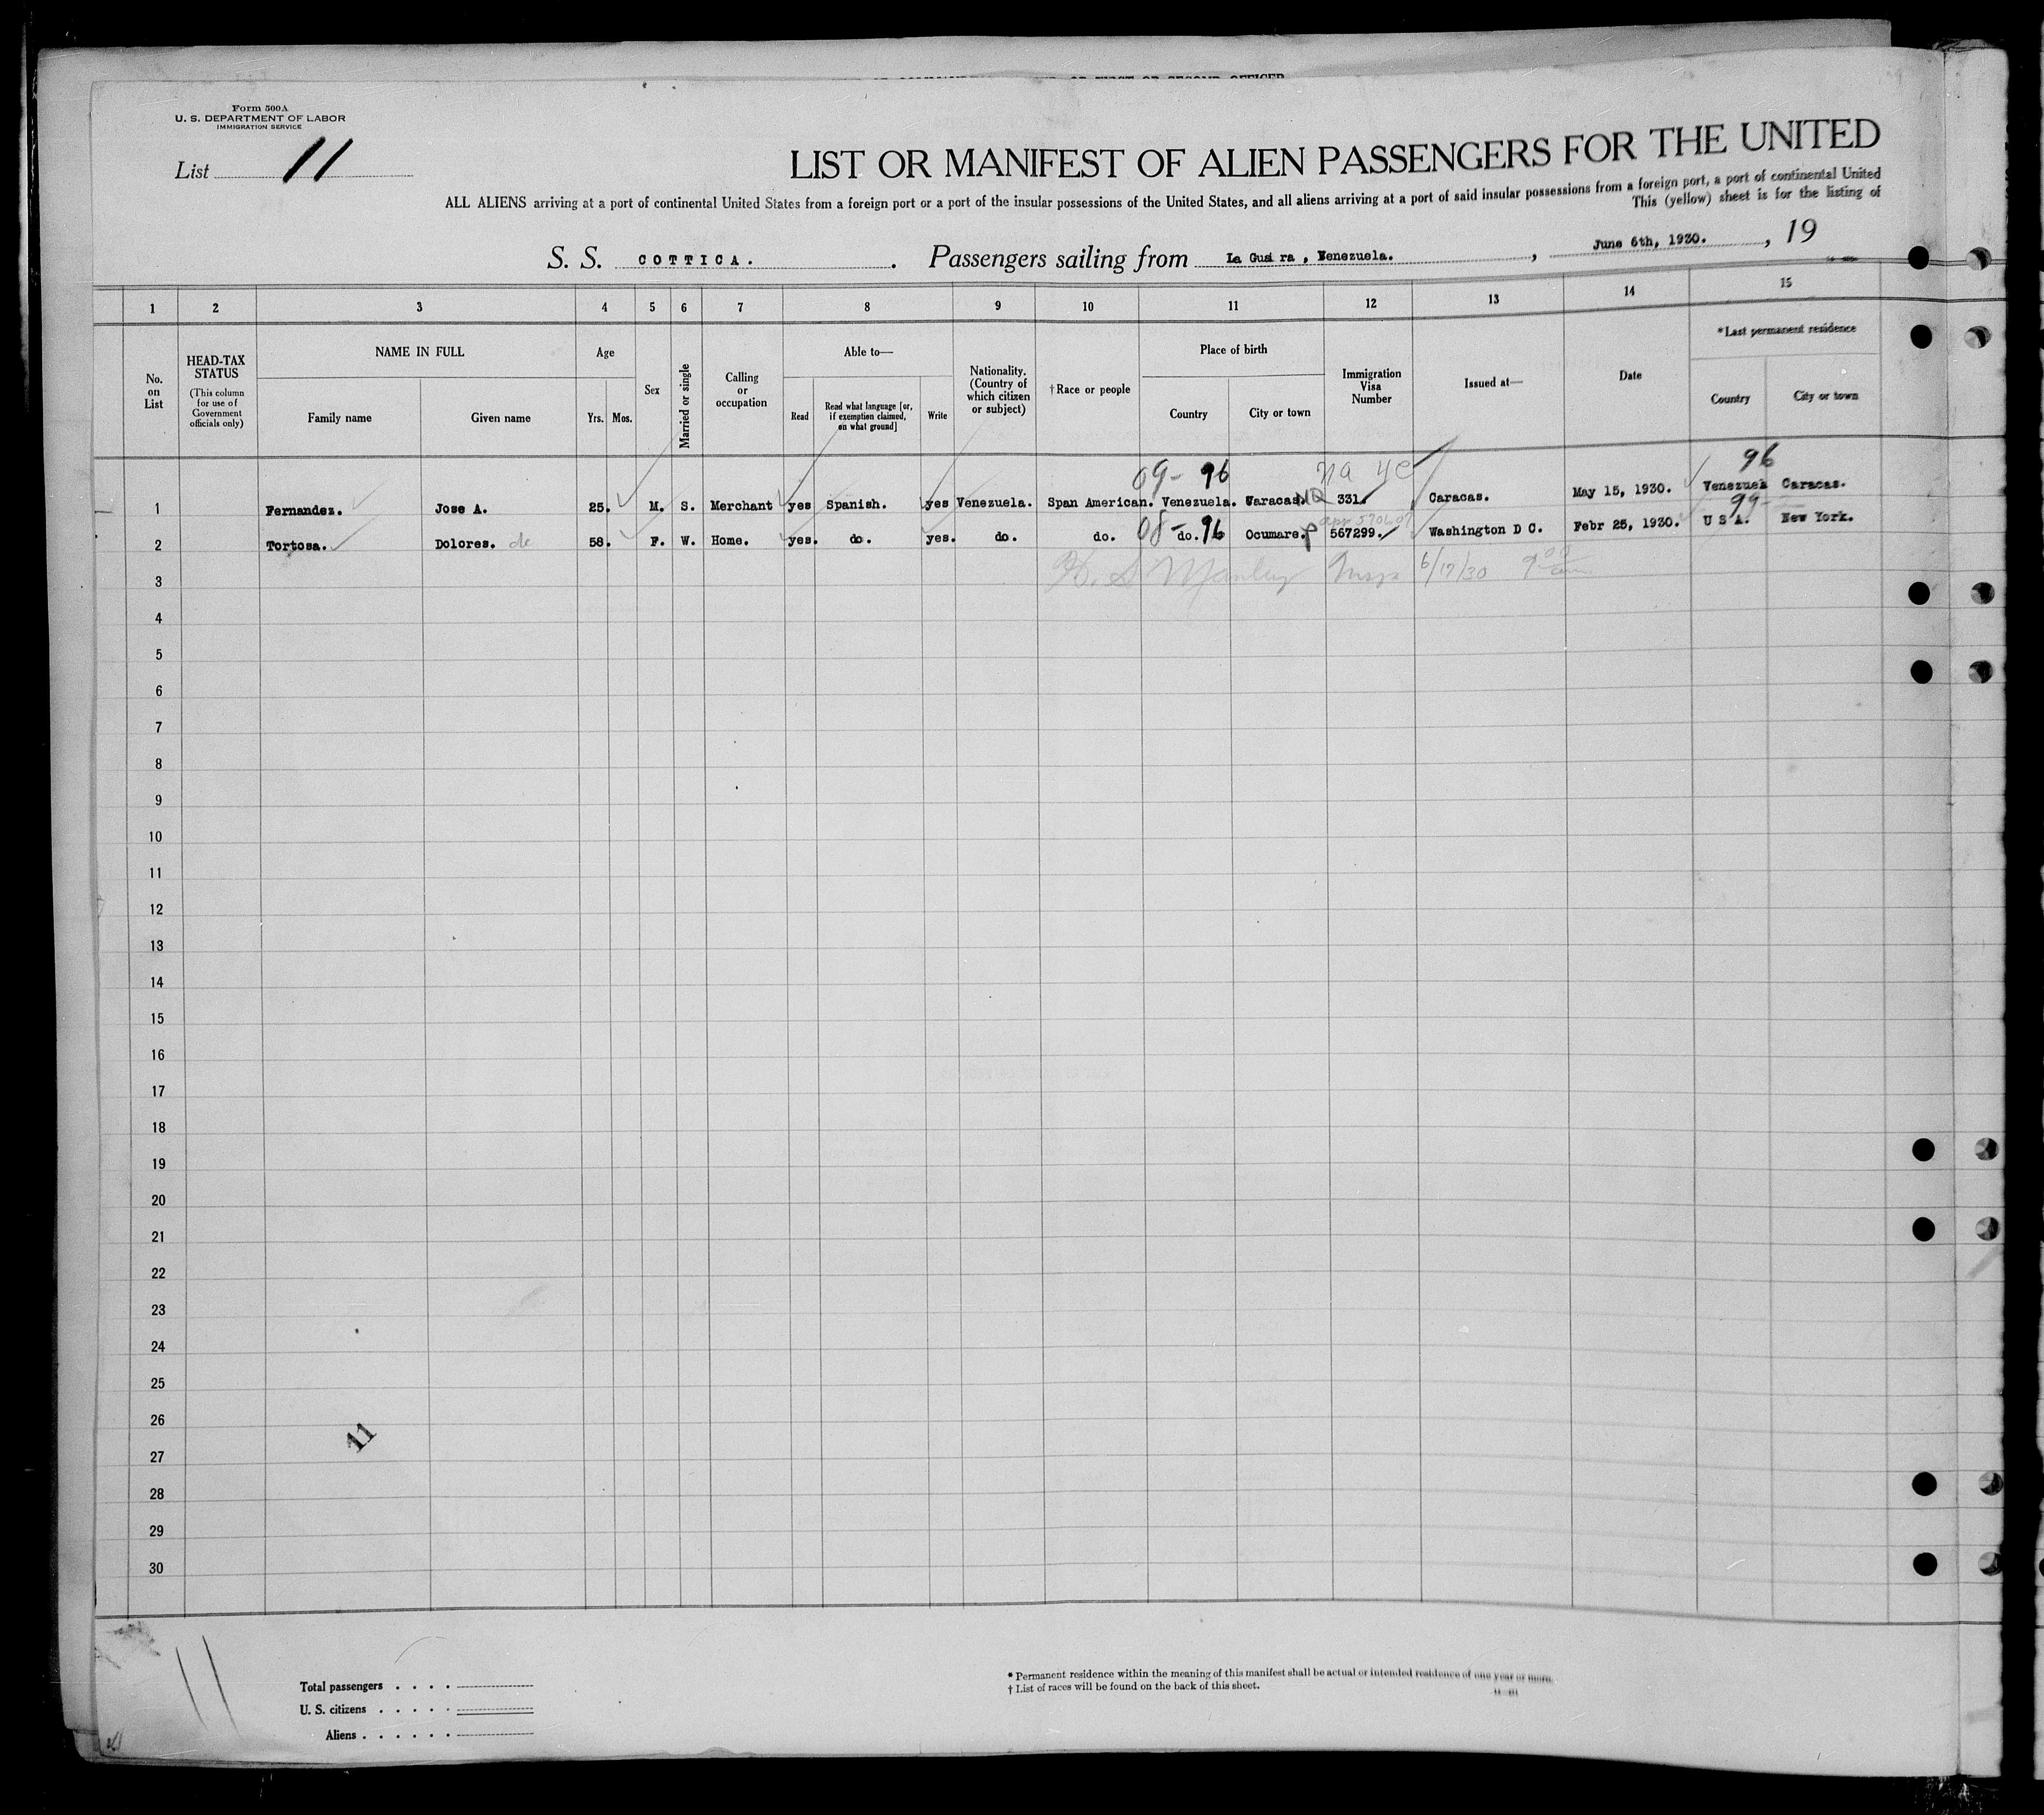 Form 500A
U. S. DEPARTMENT OF LABOR
IMMIGRATION SERVICE
List 11
LIST OR MANIFEST OF ALIEN PASSENGERS FOR THE UNITED
ALL ALIENS arriving at a port of continental United States from a foreign port or a port of the insular possessions of the United States, and all aliens arriving at a port of said insular possessions from a foreign port, a port of continental United
This (yellow) sheet is for the listing of
S. S. COTTICA. . Passengers sailing from La Guaira, Venezuela. , June 6th, 1930. , 19
1 2 3 4 5 6 7 8 9 10 11 12 13 14 15
No. on List
HEAD-TAX STATUS
(This column for use of Government officials only)
NAME IN FULL
Family name Given name
Age
Yrs. Mos.
Sex
Married or single
Calling or occupation
Able to—
Read
Read what language [or, if exemption claimed, on what ground]
Write
Nationality. (Country of which citizen or subject)
†Race or people
Place of birth
Country City or town
Immigration Visa Number
Issued at—
Date
*Last permanent residence
Country City or town
09- 96 na 4c 96
1 Fernandez. Jose A. 25. M. S. Merchant yes Spanish. yes Venezuela. Span American. Venezuela. Caracas. NQ 331. Caracas. May 15, 1930. Venezuela Caracas.
08- 96 99-
2 Tortosa. Dolores. de 58. F. W. Home. yes. do. yes. do. do. do. Ocumare. P 567299. Washington D C. Febr 25, 1930. U S A. New York.
3 H. S Manley Insp 6/17/30 9 00 am
4
5
6
7
8
9
10
11
12
13
14
15
16
17
18
19
20
21
22
23
24
25
26
11
27
28
29
30
11
Total passengers . . . .
U. S. citizens . . . . .
Aliens . . . . . .
* Permanent residence within the meaning of this manifest shall be actual or intended residence of one year or more.
† List of races will be found on the back of this sheet.